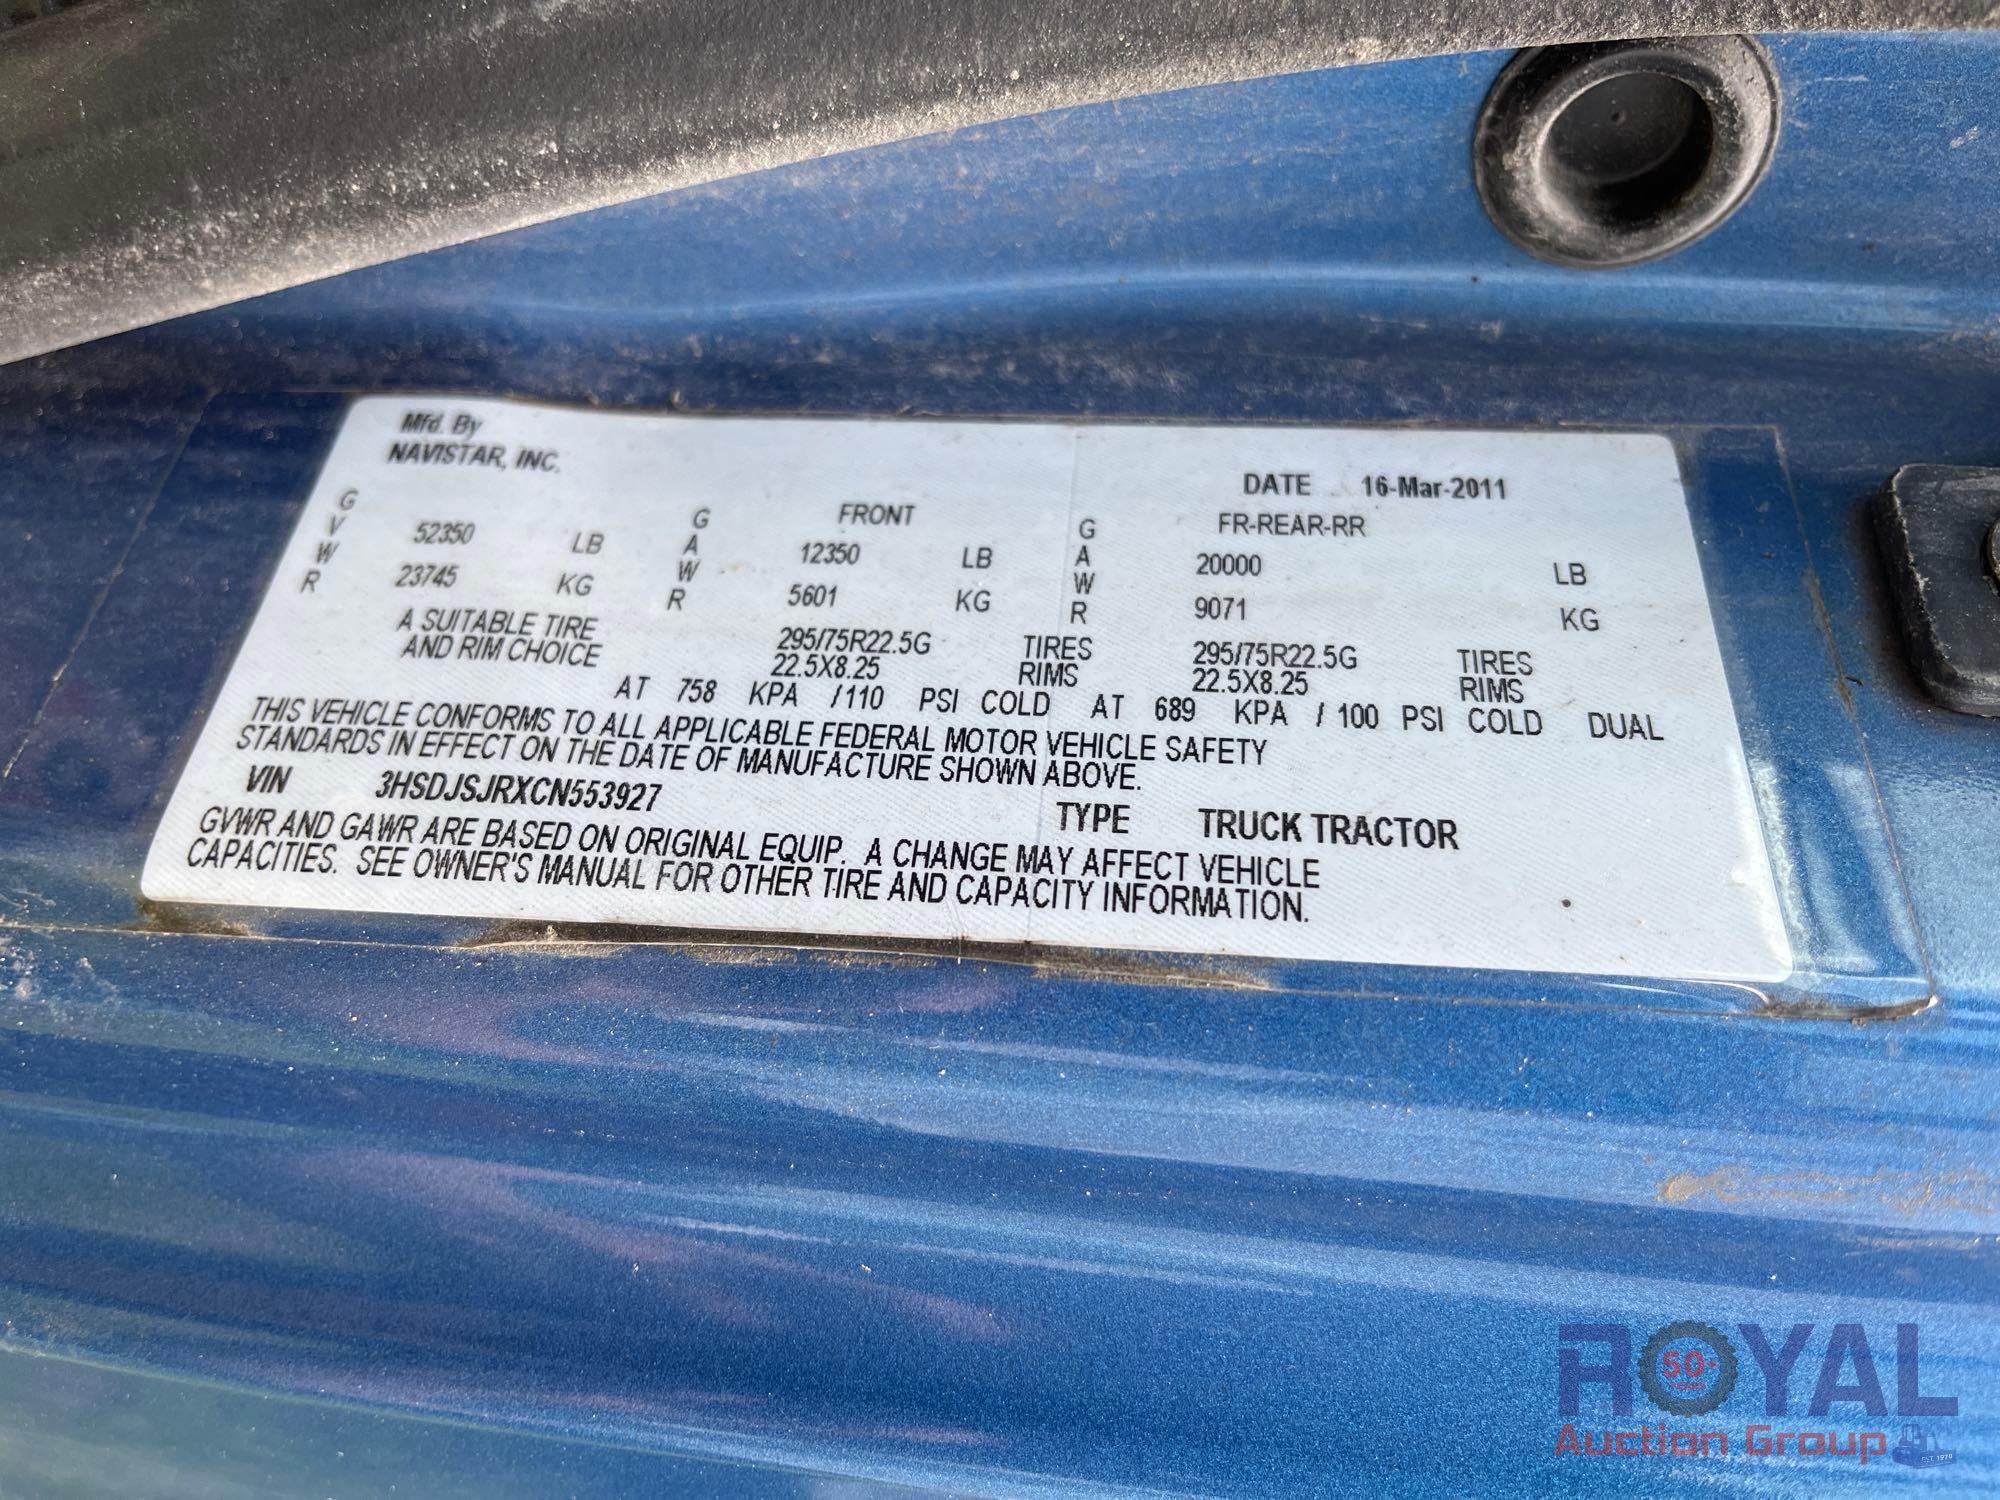 Mfd. By
NAVISTAR, INC.
DATE 16-Mar-2011
G V W R 52350 LB 23745 KG
G A W R FRONT 12350 LB 5601 KG
G A W R FR-REAR-RR 20000 LB 9071 KG
A SUITABLE TIRE 295/75R22.5G TIRES 295/75R22.5G TIRES
AND RIM CHOICE 22.5X8.25 RIMS 22.5X8.25 RIMS
AT 758 KPA / 110 PSI COLD AT 689 KPA / 100 PSI COLD DUAL
THIS VEHICLE CONFORMS TO ALL APPLICABLE FEDERAL MOTOR VEHICLE SAFETY
STANDARDS IN EFFECT ON THE DATE OF MANUFACTURE SHOWN ABOVE.
VIN 3HSDJSJRXCN553927 TYPE TRUCK TRACTOR
GVWR AND GAWR ARE BASED ON ORIGINAL EQUIP. A CHANGE MAY AFFECT VEHICLE
CAPACITIES. SEE OWNER'S MANUAL FOR OTHER TIRE AND CAPACITY INFORMATION.
ROYAL
50+
Auction Group
EST. 1970